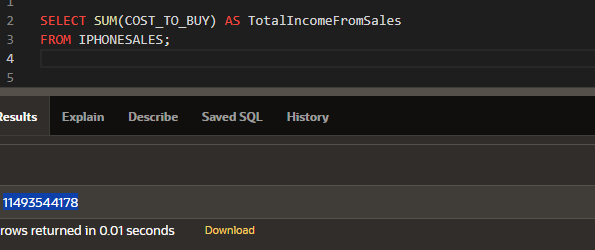 2 SELECT SUM(COST_TO_BUY) AS TotalIncomeFromSales
3 FROM IPHONESALES;
4
5
Results Explain Describe Saved SQL History
11493544178
rows returned in 0.01 seconds Download